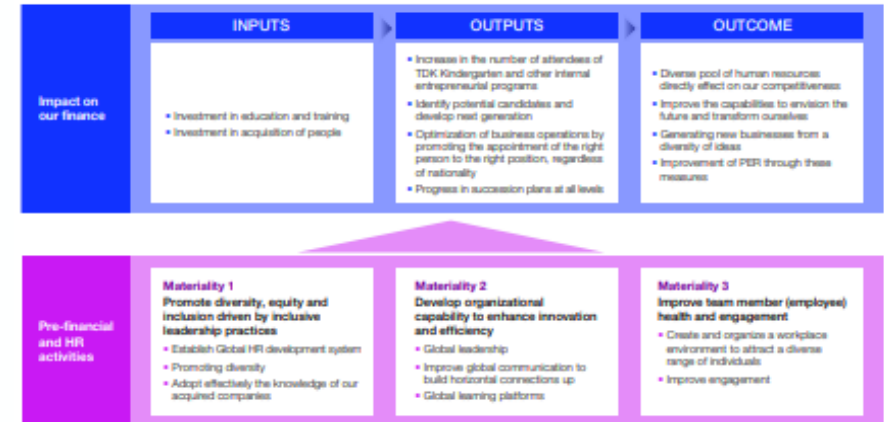 INPUTS
OUTPUTS
OUTCOME
Impact on
our finance
• Investment in education and training
• Investment in acquisition of people
• Increase in the number of attendees of
TDK Kindergarten and other internal
entrepreneurial programs
• Identify potential candidates and
develop next generation
• Optimization of business operations by
promoting the appointment of the right
person to the right position, regardless
of nationality
• Progress in succession plans at all levels
• Diverse pool of human resources
directly effect on our competitiveness
• Improve the capabilities to envision the
future and transform ourselves
• Generating new businesses from a
diversity of ideas
• Improvement of PER through these
measures
Pre-financial
and HR
activities
Materiality 1
Promote diversity, equity and
inclusion driven by inclusive
leadership practices
• Establish Global HR development system
• Promoting diversity
• Adopt effectively the knowledge of our
acquired companies
Materiality 2
Develop organizational
capability to enhance innovation
and efficiency
• Global leadership
• Improve global communication to
build horizontal connections up
• Global learning platforms
Materiality 3
Improve team member (employee)
health and engagement
• Create and organize a workplace
environment to attract a diverse
range of individuals
• Improve engagement